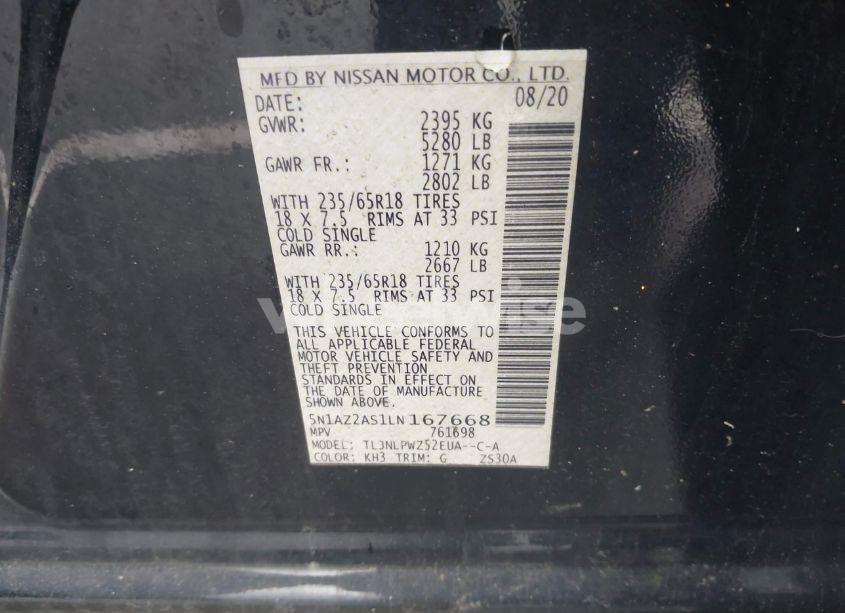 MFD BY NISSAN MOTOR CO., LTD.
DATE: 08/20
GVWR: 2395 KG
5280 LB
GAWR FR.: 1271 KG
2802 LB
WITH 235/65R18 TIRES
18 X 7.5 RIMS AT 33 PSI
COLD SINGLE
GAWR RR.: 1210 KG
2667 LB
WITH 235/65R18 TIRES
18 X 7.5 RIMS AT 33 PSI
COLD SINGLE
THIS VEHICLE CONFORMS TO
ALL APPLICABLE FEDERAL
MOTOR VEHICLE SAFETY AND
THEFT PREVENTION
STANDARDS IN EFFECT ON
THE DATE OF MANUFACTURE
SHOWN ABOVE.
5N1AZ2AS1LN167668
MPV 761698
MODEL: TLJNLPWZ52EUA--C-A
COLOR: KH3 TRIM: G ZS30A